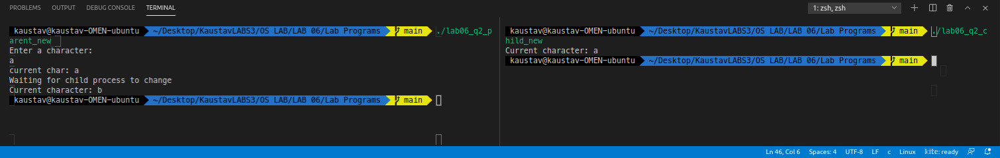 PROBLEMS OUTPUT DEBUG CONSOLE TERMINAL 1: zsh, zsh
kaustav@kaustav-OMEN-ubuntu ~/Desktop/KaustavLABS3/OS LAB/LAB 06/Lab Programs main ./lab06_q2_p
arent_new
Enter a character:
a
current char: a
Waiting for child process to change
Current character: b
kaustav@kaustav-OMEN-ubuntu ~/Desktop/KaustavLABS3/OS LAB/LAB 06/Lab Programs main
kaustav@kaustav-OMEN-ubuntu ~/Desktop/KaustavLABS3/OS LAB/LAB 06/Lab Programs main ./lab06_q2_c
hild_new
Current character: a
kaustav@kaustav-OMEN-ubuntu ~/Desktop/KaustavLABS3/OS LAB/LAB 06/Lab Programs main
Ln 46, Col 6 Spaces: 4 UTF-8 LF c Linux kite: ready